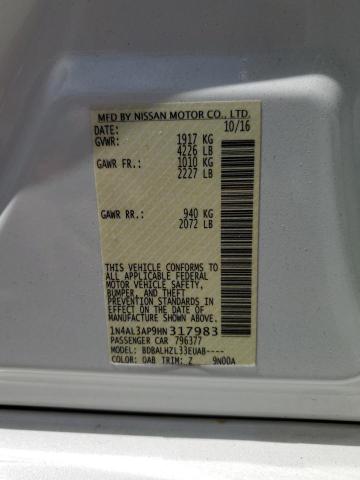 MFD BY NISSAN MOTOR CO., LTD.
DATE: 10/16
GVWR: 1917 KG
4226 LB
GAWR FR.: 1010 KG
2227 LB
GAWR RR.: 940 KG
2072 LB
THIS VEHICLE CONFORMS TO
ALL APPLICABLE FEDERAL
MOTOR VEHICLE SAFETY,
BUMPER, AND THEFT
PREVENTION STANDARDS IN
EFFECT ON THE DATE OF
MANUFACTURE SHOWN ABOVE.
1N4AL3AP9HN317983
PASSENGER CAR 796377
MODEL: BDBALHZL33EUAB----
COLOR: QAB TRIM: Z 9N00A